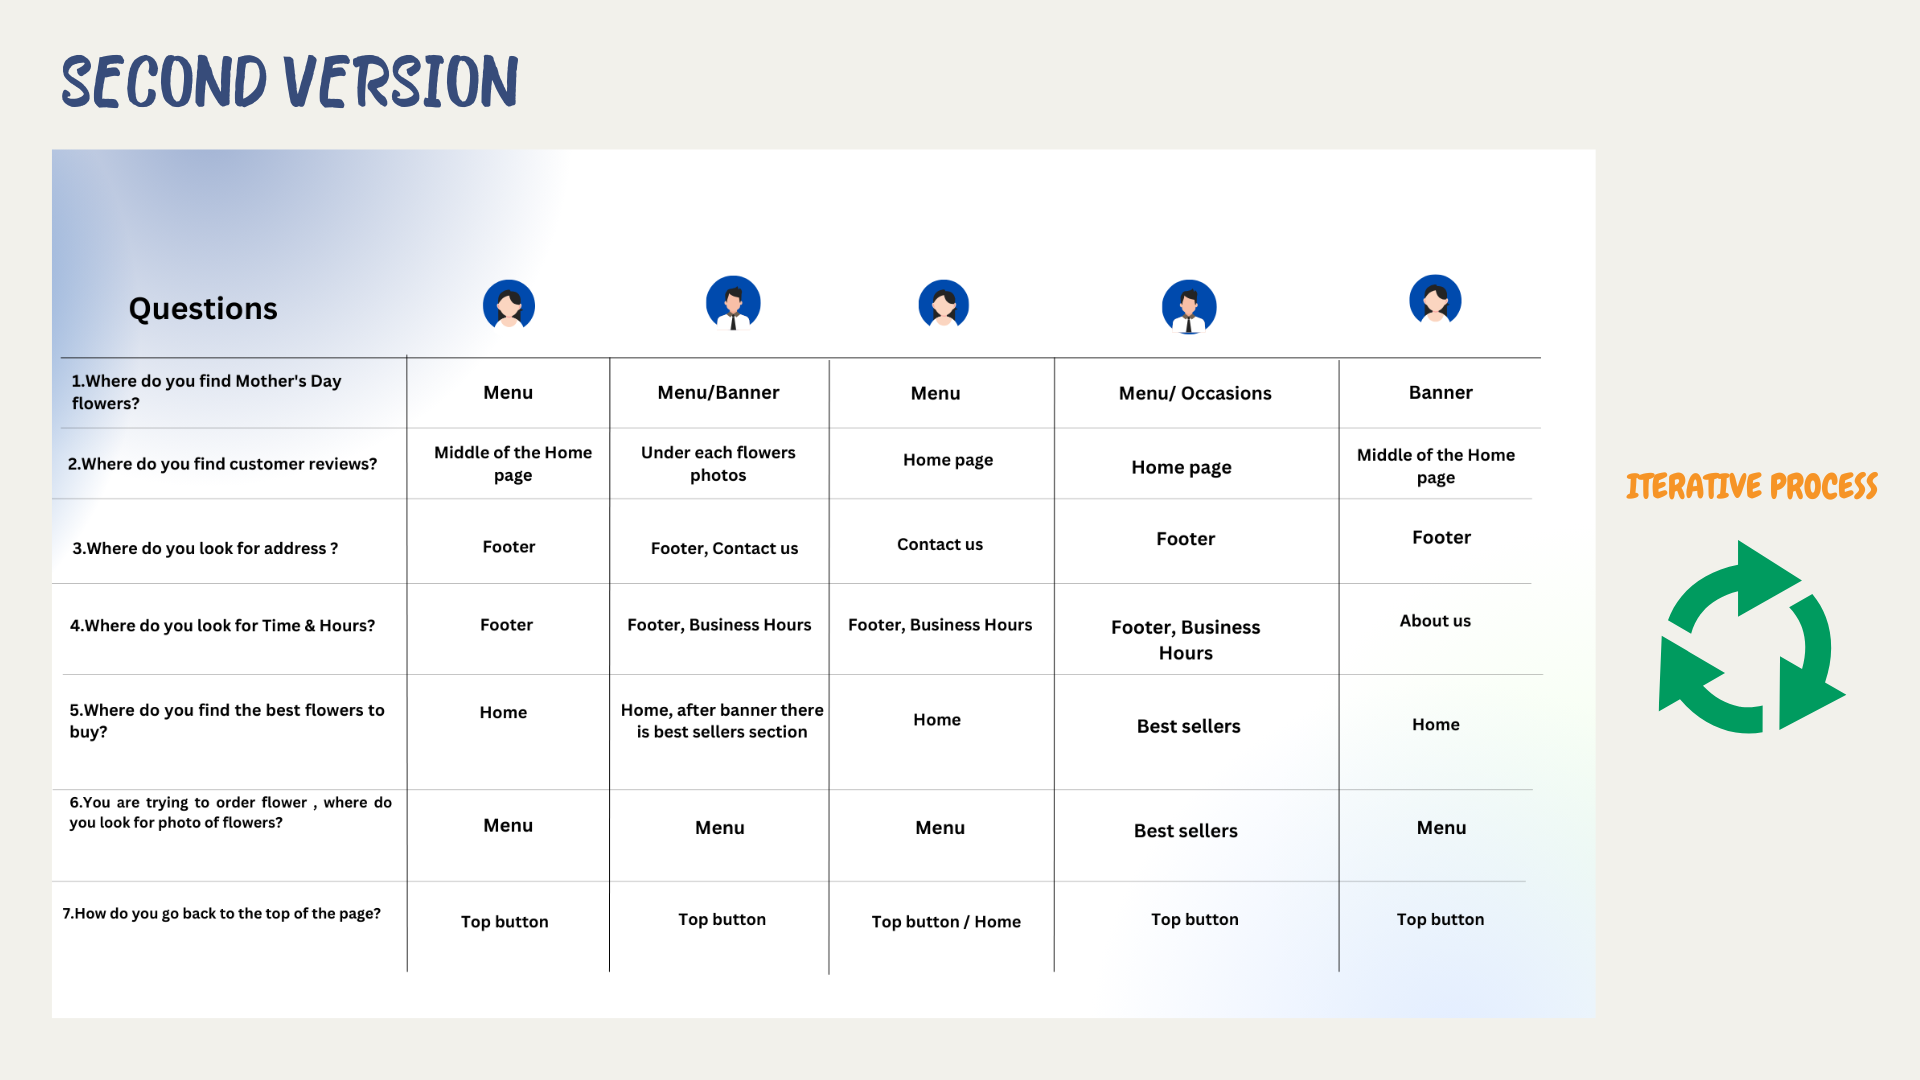 SECOND VERSION
Questions
1.Where do you find Mother's Day
flowers?
Menu
Menu/Banner
Menu
Menu/ Occasions
Banner
2.Where do you find customer reviews?
Middle of the Home
page
Under each flowers
photos
Home page
Home page
Middle of the Home
page
3.Where do you look for address ?
Footer
Footer, Contact us
Contact us
Footer
Footer
4.Where do you look for Time & Hours?
Footer
Footer, Business Hours
Footer, Business Hours
Footer, Business
Hours
About us
5.Where do you find the best flowers to
buy?
Home
Home, after banner there
is best sellers section
Home
Best sellers
Home
6.You are trying to order flower , where do
you look for photo of flowers?
Menu
Menu
Menu
Best sellers
Menu
7.How do you go back to the top of the page?
Top button
Top button
Top button / Home
Top button
Top button
ITERATIVE PROCESS